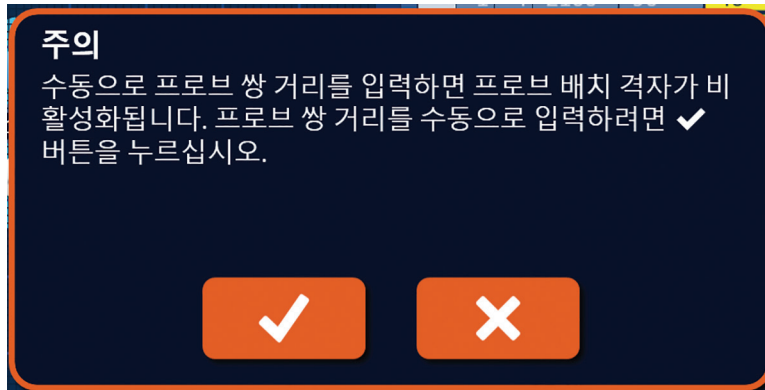 주의
수동으로 프로브 쌍 거리를 입력하면 프로브 배치 격자가 비
활성화됩니다. 프로브 쌍 거리를 수동으로 입력하려면 ✔
버튼을 누르십시오.